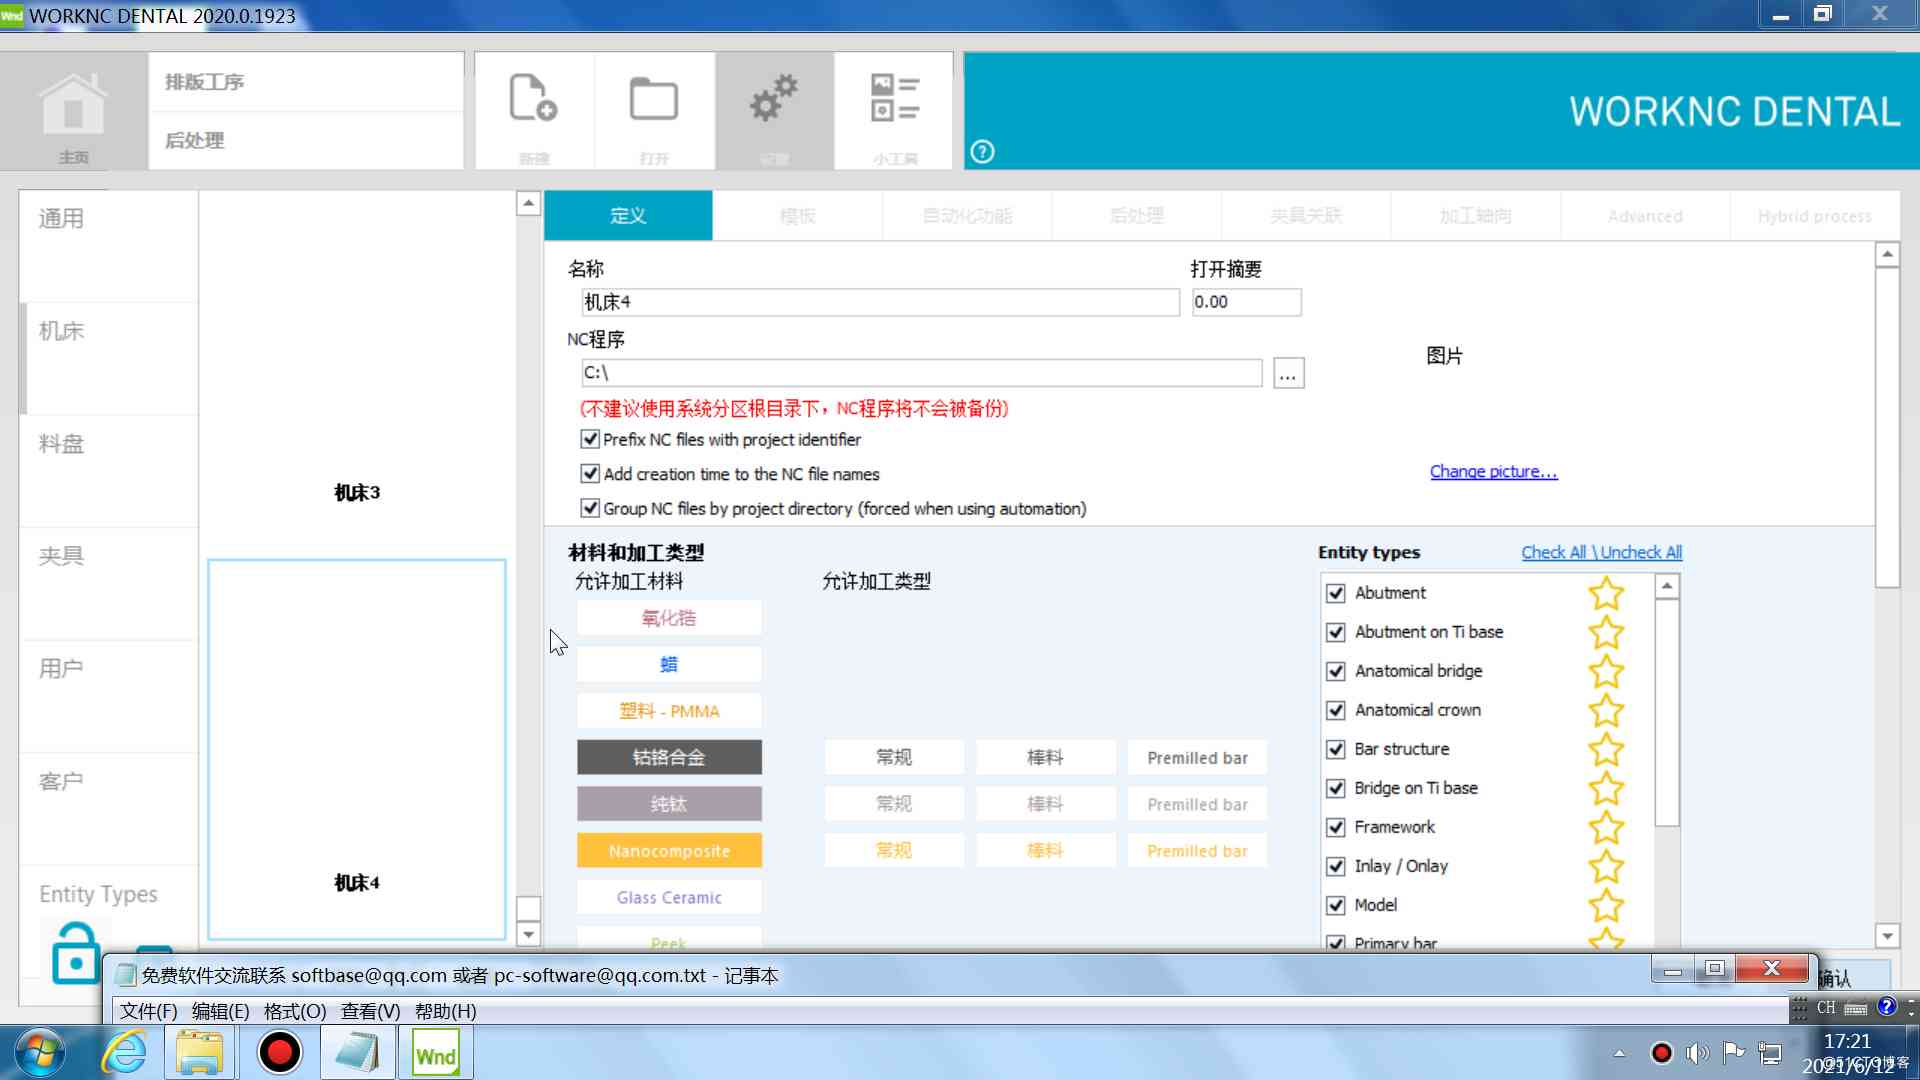 WORKNC DENTAL 2020.0.1923
主页
排版工序
后处理
新建
打开
设置
小工具
WORKNC DENTAL
通用
机床
料盘
夹具
用户
客户
Entity Types
机床3
机床4
定义
模板
自动化功能
后处理
夹具关联
加工轴向
Advanced
Hybrid process
名称
打开摘要
机床4
0.00
NC程序
C:\
...
(不建议使用系统分区根目录下，NC程序将不会被备份)
图片
Prefix NC files with project identifier
Add creation time to the NC file names
Change picture...
Group NC files by project directory (forced when using automation)
材料和加工类型
允许加工材料
允许加工类型
Entity types
Check All \ Uncheck All
氧化锆
蜡
塑料 - PMMA
钴铬合金
常规
棒料
Premilled bar
纯钛
常规
棒料
Premilled bar
Nanocomposite
常规
棒料
Premilled bar
Glass Ceramic
Peek
Abutment
Abutment on Ti base
Anatomical bridge
Anatomical crown
Bar structure
Bridge on Ti base
Framework
Inlay / Onlay
Model
Primary bar
确认
免费软件交流联系 softbase@qq.com 或者 pc-software@qq.com.txt - 记事本
文件(F) 编辑(E) 格式(O) 查看(V) 帮助(H)
CH
Wnd
17:21
2021/6/12
@51CTO博客